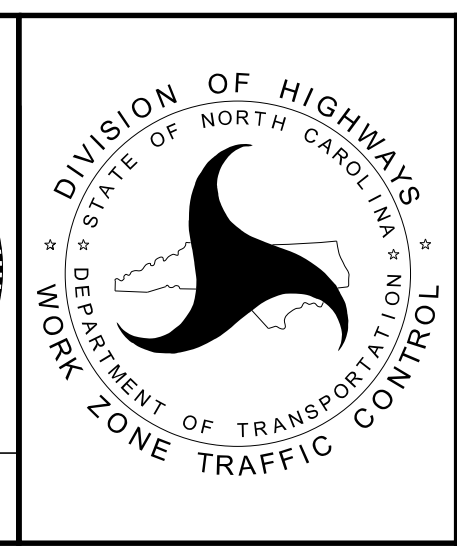 DIVISION OF HIGHWAYS
STATE OF NORTH CAROLINA
DEPARTMENT OF TRANSPORTATION
WORK ZONE TRAFFIC CONTROL